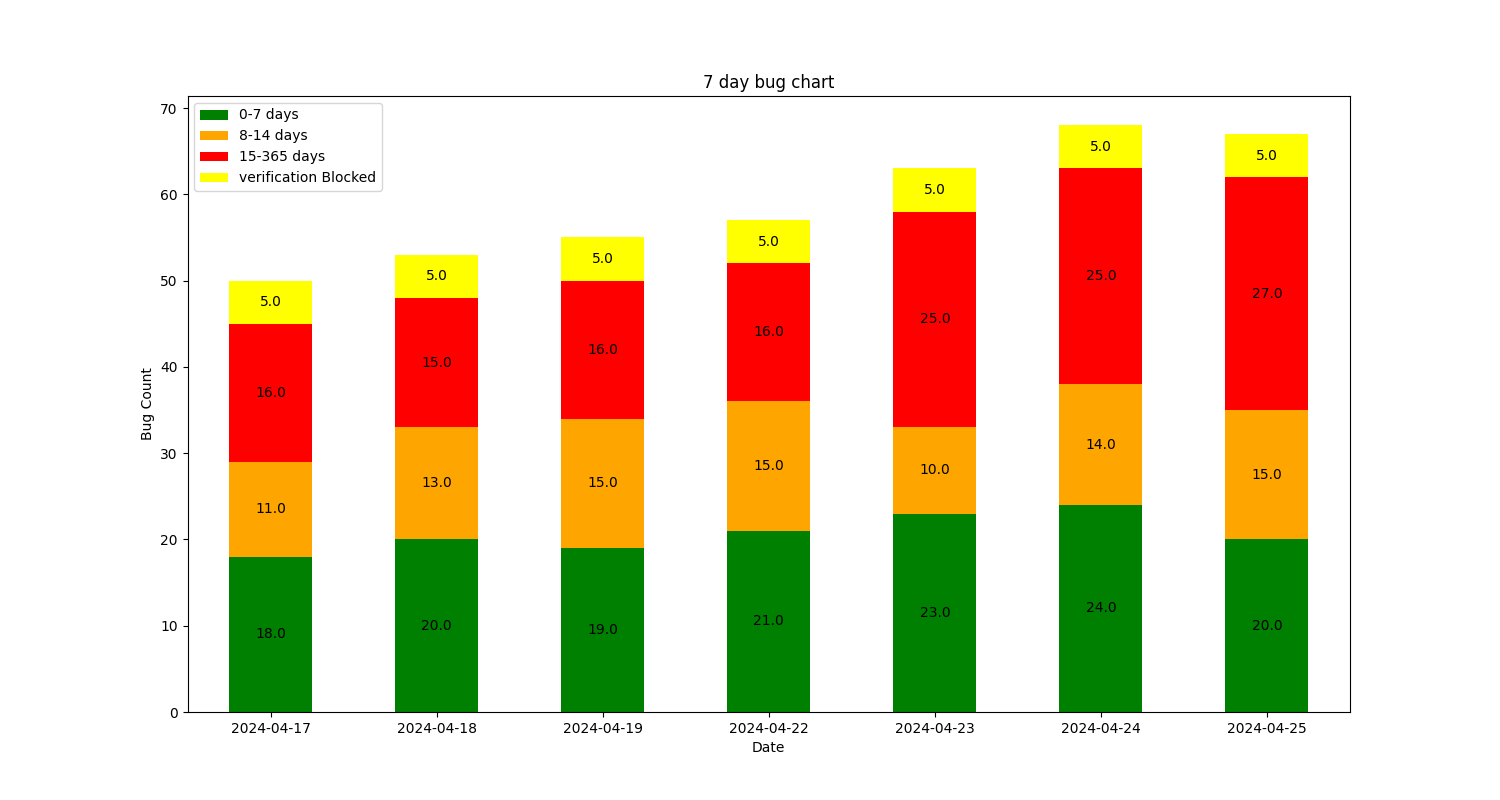 7 day bug chart
70
60
50
40
30
20
10
0
Bug Count
0-7 days
8-14 days
15-365 days
verification Blocked
5.0 5.0 5.0 5.0 5.0 5.0 5.0
16.0 15.0 16.0 16.0 25.0 25.0 27.0
11.0 13.0 15.0 15.0 10.0 14.0 15.0
18.0 20.0 19.0 21.0 23.0 24.0 20.0
2024-04-17 2024-04-18 2024-04-19 2024-04-22 2024-04-23 2024-04-24 2024-04-25
Date